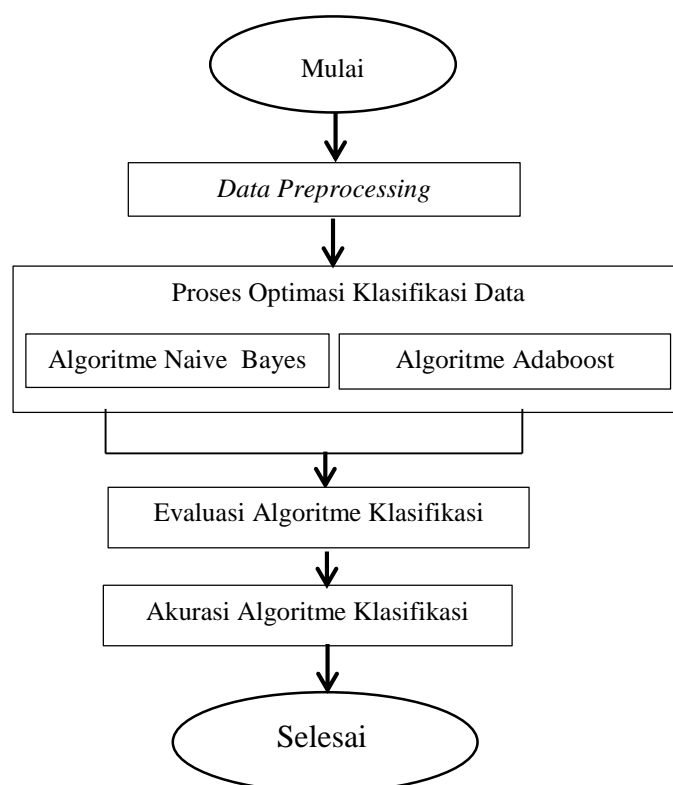 Mulai
Data Preprocessing
Proses Optimasi Klasifikasi Data
Algoritme Naive Bayes
Algoritme Adaboost
Evaluasi Algoritme Klasifikasi
Akurasi Algoritme Klasifikasi
Selesai